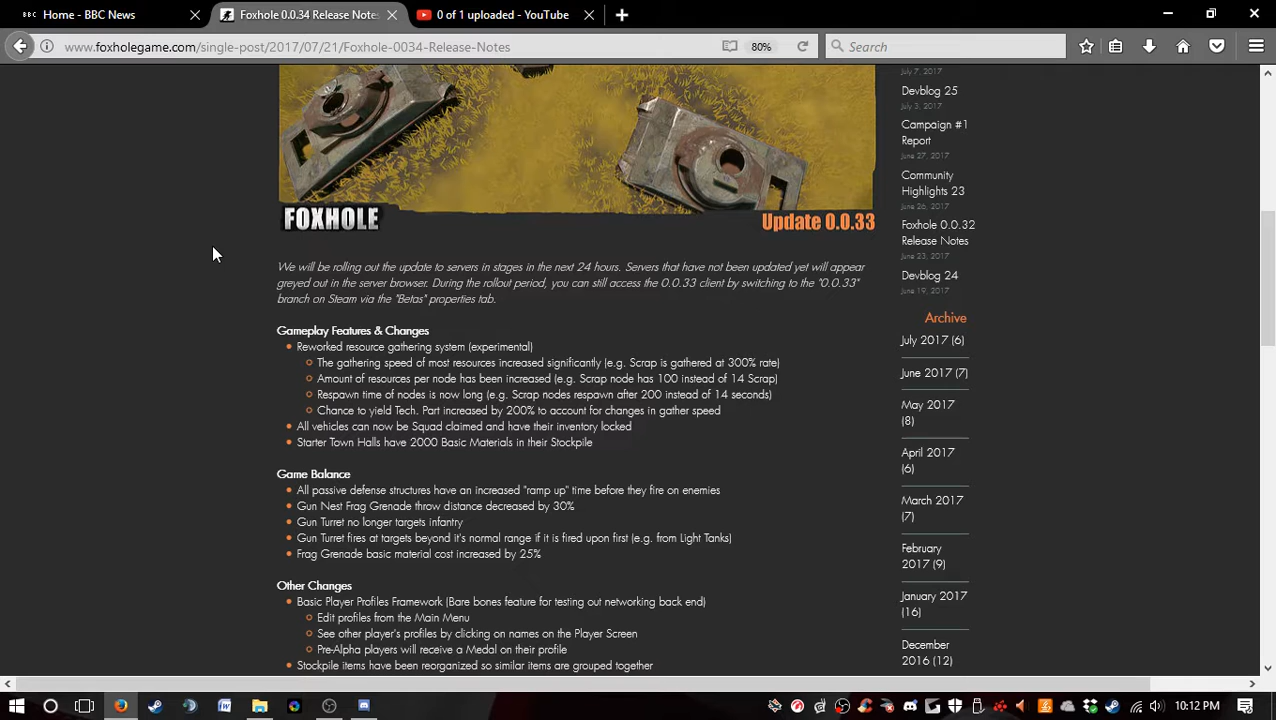 Home - BBC News
Foxhole 0.0.34 Release Notes
0 of 1 uploaded - YouTube
www.foxholegame.com/single-post/2017/07/21/Foxhole-0034-Release-Notes
80%
Search
FOXHOLE
Update 0.0.33
We will be rolling out the update to servers in stages in the next 24 hours. Servers that have not been updated yet will appear
greyed out in the server browser. During the rollout period, you can still access the 0.0.33 client by switching to the "0.0.33"
branch on Steam via the "Betas" properties tab.
Gameplay Features & Changes
Reworked resource gathering system (experimental)
The gathering speed of most resources increased significantly (e.g. Scrap is gathered at 300% rate)
Amount of resources per node has been increased (e.g. Scrap node has 100 instead of 14 Scrap)
Respawn time of nodes is now long (e.g. Scrap nodes respawn after 200 instead of 14 seconds)
Chance to yield Tech. Part increased by 200% to account for changes in gather speed
All vehicles can now be Squad claimed and have their inventory locked
Starter Town Halls have 2000 Basic Materials in their Stockpile
Game Balance
All passive defense structures have an increased "ramp up" time before they fire on enemies
Gun Nest Frag Grenade throw distance decreased by 30%
Gun Turret no longer targets infantry
Gun Turret fires at targets beyond it's normal range if it is fired upon first (e.g. from Light Tanks)
Frag Grenade basic material cost increased by 25%
Other Changes
Basic Player Profiles Framework (Bare bones feature for testing out networking back end)
Edit profiles from the Main Menu
See other player's profiles by clicking on names on the Player Screen
Pre-Alpha players will receive a Medal on their profile
Stockpile items have been reorganized so similar items are grouped together
July 7, 2017
Devblog 25
July 3, 2017
Campaign #1
Report
June 27, 2017
Community
Highlights 23
June 26, 2017
Foxhole 0.0.32
Release Notes
June 23, 2017
Devblog 24
June 19, 2017
Archive
July 2017 (6)
June 2017 (7)
May 2017
(8)
April 2017
(6)
March 2017
(7)
February
2017 (9)
January 2017
(16)
December
2016 (12)
10:12 PM